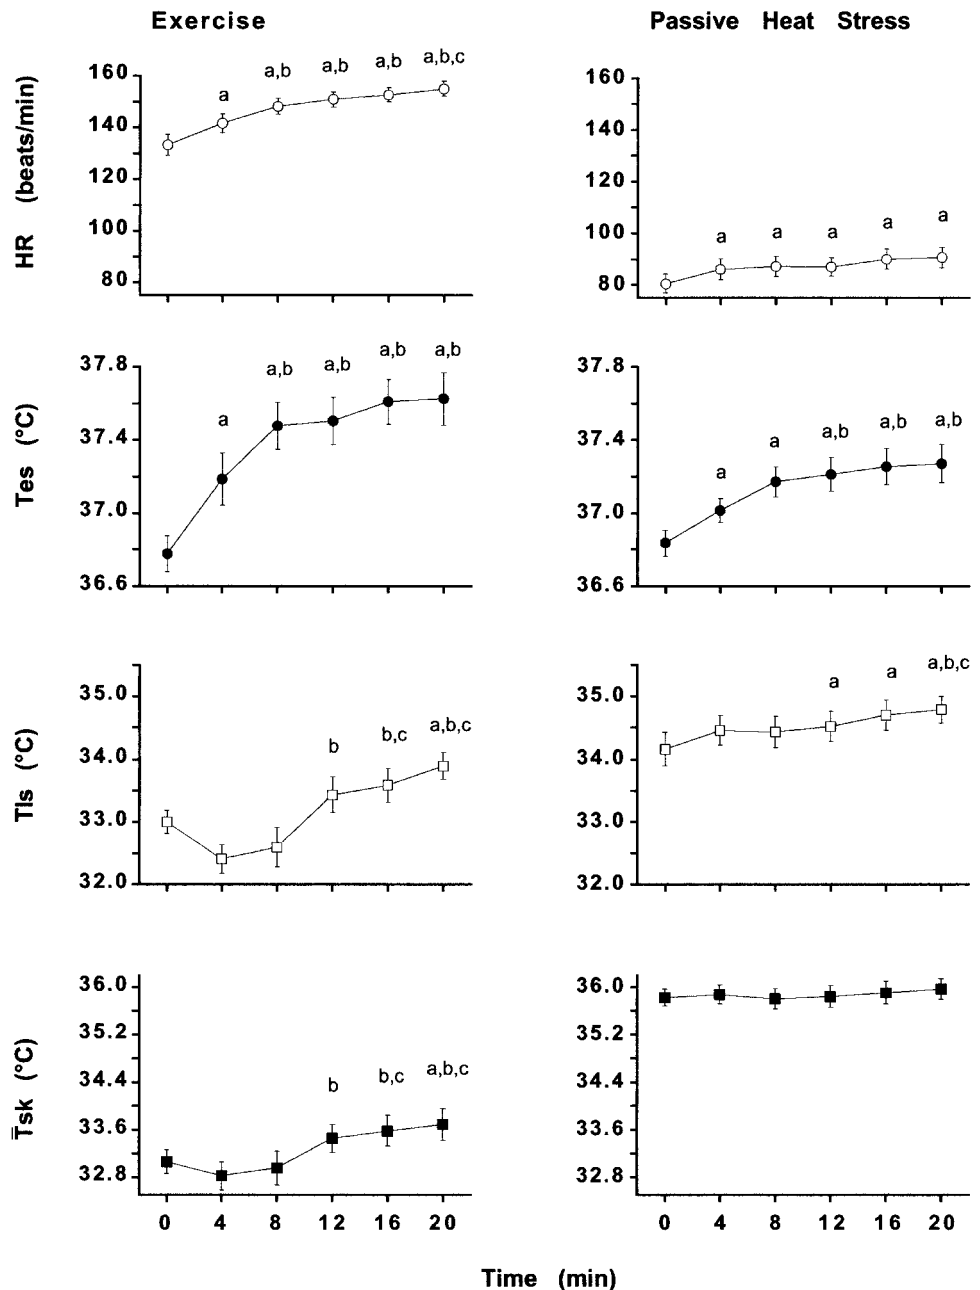 Exercise
Passive Heat Stress
HR (beats/min)
160
140
120
100
80
a
a,b
a,b
a,b
a,b,c
160
140
120
100
80
a
a
a
a
a
Tes (°C)
37.8
37.4
37.0
36.6
a
a,b
a,b
a,b
a,b
37.8
37.4
37.0
36.6
a
a
a,b
a,b
a,b
Tls (°C)
35.0
34.0
33.0
32.0
b
b,c
a,b,c
35.0
34.0
33.0
32.0
a
a
a,b,c
T̿sk (°C)
36.0
35.2
34.4
33.6
32.8
b
b,c
a,b,c
36.0
35.2
34.4
33.6
32.8
0 4 8 12 16 20
0 4 8 12 16 20
Time (min)